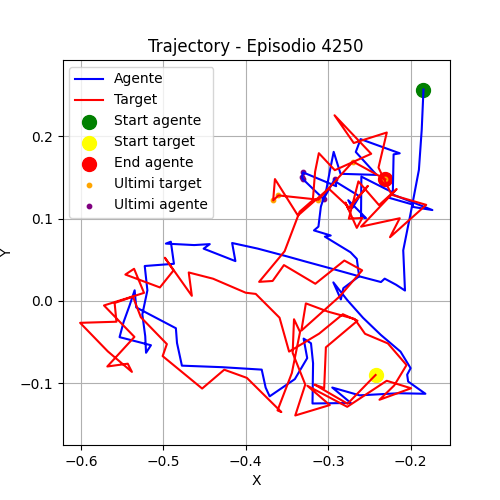 Trajectory - Episodio 4250
Agente
Target
Start agente
Start target
End agente
Ultimi target
Ultimi agente
0.2
0.1
0.0
−0.1
Y
−0.6 −0.5 −0.4 −0.3 −0.2
X